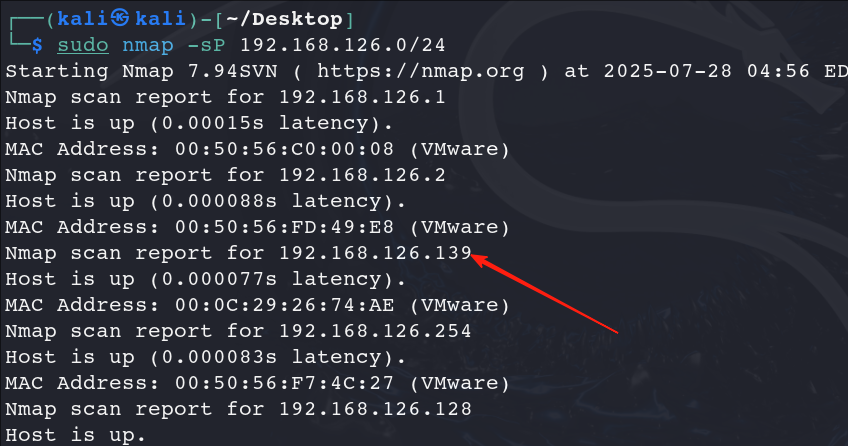 ┌──(kali㉿kali)-[~/Desktop]
└─$ sudo nmap -sP 192.168.126.0/24
Starting Nmap 7.94SVN ( https://nmap.org ) at 2025-07-28 04:56 ED
Nmap scan report for 192.168.126.1
Host is up (0.00015s latency).
MAC Address: 00:50:56:C0:00:08 (VMware)
Nmap scan report for 192.168.126.2
Host is up (0.000088s latency).
MAC Address: 00:50:56:FD:49:E8 (VMware)
Nmap scan report for 192.168.126.139
Host is up (0.000077s latency).
MAC Address: 00:0C:29:26:74:AE (VMware)
Nmap scan report for 192.168.126.254
Host is up (0.000083s latency).
MAC Address: 00:50:56:F7:4C:27 (VMware)
Nmap scan report for 192.168.126.128
Host is up.